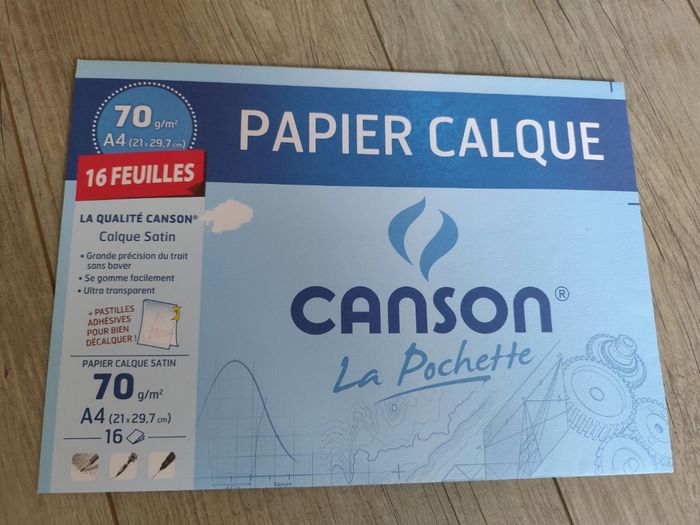 70 g/m²
A4 (21 x 29,7 cm)
16 FEUILLES
PAPIER CALQUE
LA QUALITÉ CANSON®
Calque Satin
• Grande précision du trait
sans baver
• Se gomme facilement
• Ultra transparent
+ PASTILLES
ADHÉSIVES
POUR BIEN
DÉCALQUER !
PAPIER CALQUE SATIN
70 g/m²
A4 (21 x 29,7 cm)
16
CANSON®
La Pochette